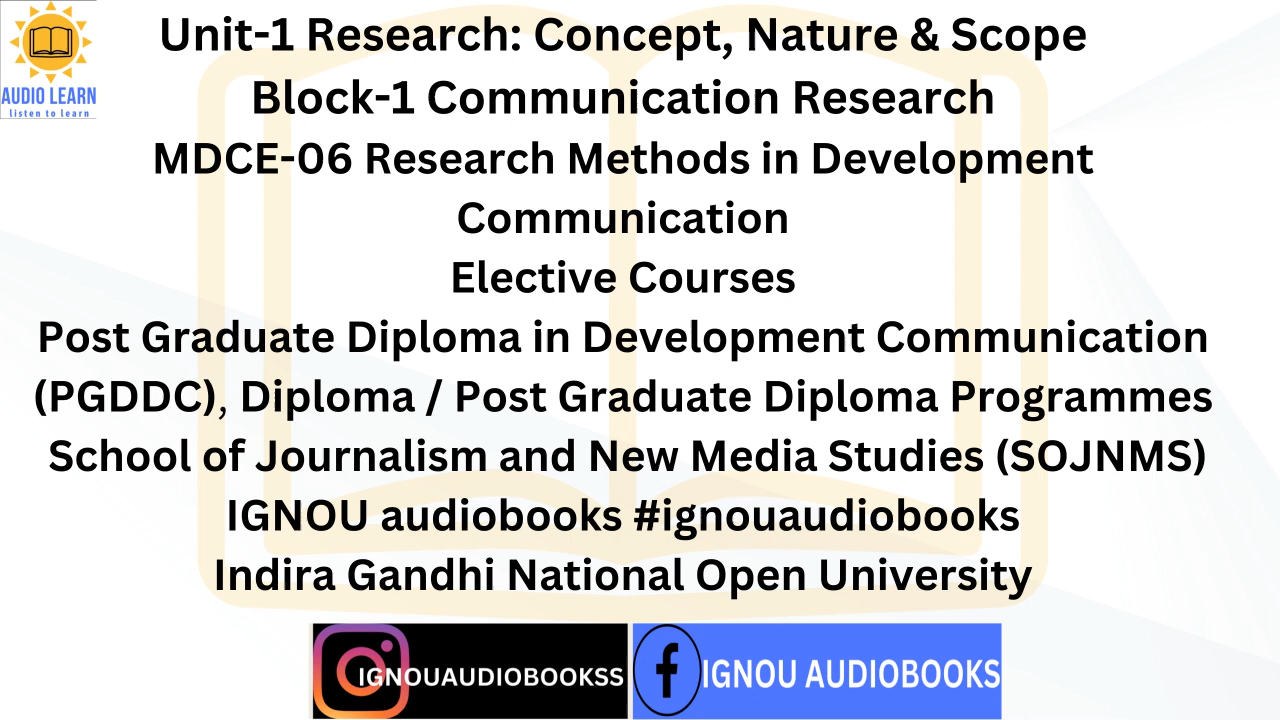 AUDIO LEARN
listen to learn
Unit-1 Research: Concept, Nature & Scope
Block-1 Communication Research
MDCE-06 Research Methods in Development
Communication
Elective Courses
Post Graduate Diploma in Development Communication
(PGDDC), Diploma / Post Graduate Diploma Programmes
School of Journalism and New Media Studies (SOJNMS)
IGNOU audiobooks #ignouaudiobooks
Indira Gandhi National Open University
IGNOUAUDIOBOOKSS
IGNOU AUDIOBOOKS